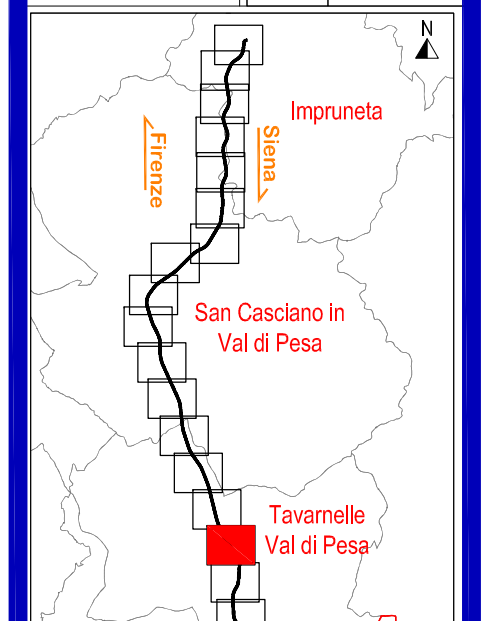 N
Impruneta
Firenze
Siena
San Casciano in
Val di Pesa
Tavarnelle
Val di Pesa